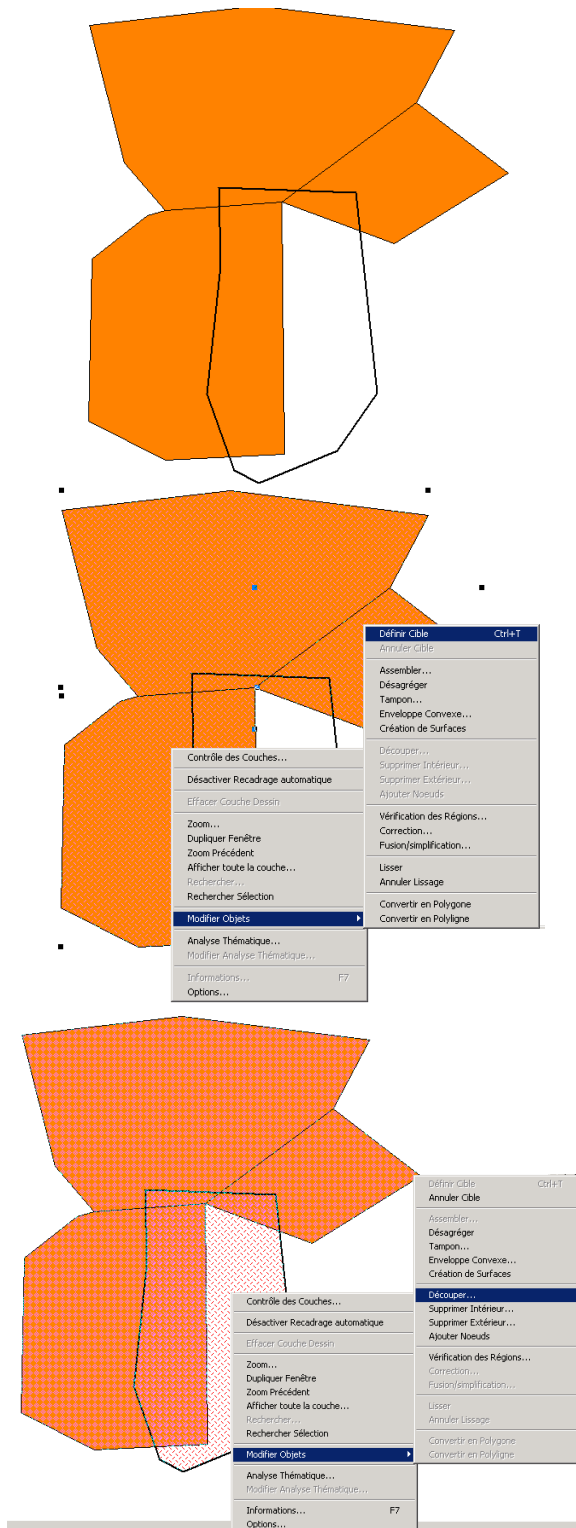 Définir Cible Ctrl+T
Annuler Cible
Assembler...
Désagréger
Tampon...
Enveloppe Convexe...
Création de Surfaces
Découper...
Supprimer Intérieur...
Supprimer Extérieur...
Ajouter Noeuds
Vérification des Régions...
Correction...
Fusion/simplification...
Lisser
Annuler Lissage
Convertir en Polygone
Convertir en Polyligne
Contrôle des Couches...
Désactiver Recadrage automatique
Effacer Couche Dessin
Zoom...
Dupliquer Fenêtre
Zoom Précédent
Afficher toute la couche...
Rechercher...
Rechercher Sélection
Modifier Objets
Analyse Thématique...
Modifier Analyse Thématique...
Informations... F7
Options...
Définir Cible Ctrl+T
Annuler Cible
Assembler...
Désagréger
Tampon...
Enveloppe Convexe...
Création de Surfaces
Découper...
Supprimer Intérieur...
Supprimer Extérieur...
Ajouter Noeuds
Vérification des Régions...
Correction...
Fusion/simplification...
Lisser
Annuler Lissage
Convertir en Polygone
Convertir en Polyligne
Contrôle des Couches...
Désactiver Recadrage automatique
Effacer Couche Dessin
Zoom...
Dupliquer Fenêtre
Zoom Précédent
Afficher toute la couche...
Rechercher...
Rechercher Sélection
Modifier Objets
Analyse Thématique...
Modifier Analyse Thématique...
Informations... F7
Options...